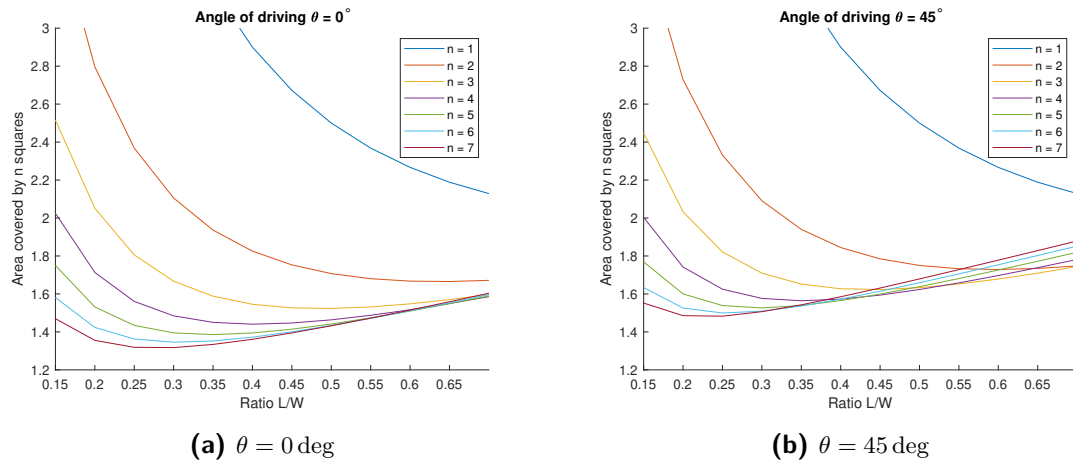 Angle of driving θ = 0°
Area covered by n squares
3
2.8
2.6
2.4
2.2
2
1.8
1.6
1.4
1.2
n = 1
n = 2
n = 3
n = 4
n = 5
n = 6
n = 7
0.15 0.2 0.25 0.3 0.35 0.4 0.45 0.5 0.55 0.6 0.65
Ratio L/W
(a) θ = 0 deg
Angle of driving θ = 45°
Area covered by n squares
3
2.8
2.6
2.4
2.2
2
1.8
1.6
1.4
1.2
n = 1
n = 2
n = 3
n = 4
n = 5
n = 6
n = 7
0.15 0.2 0.25 0.3 0.35 0.4 0.45 0.5 0.55 0.6 0.65
Ratio L/W
(b) θ = 45 deg